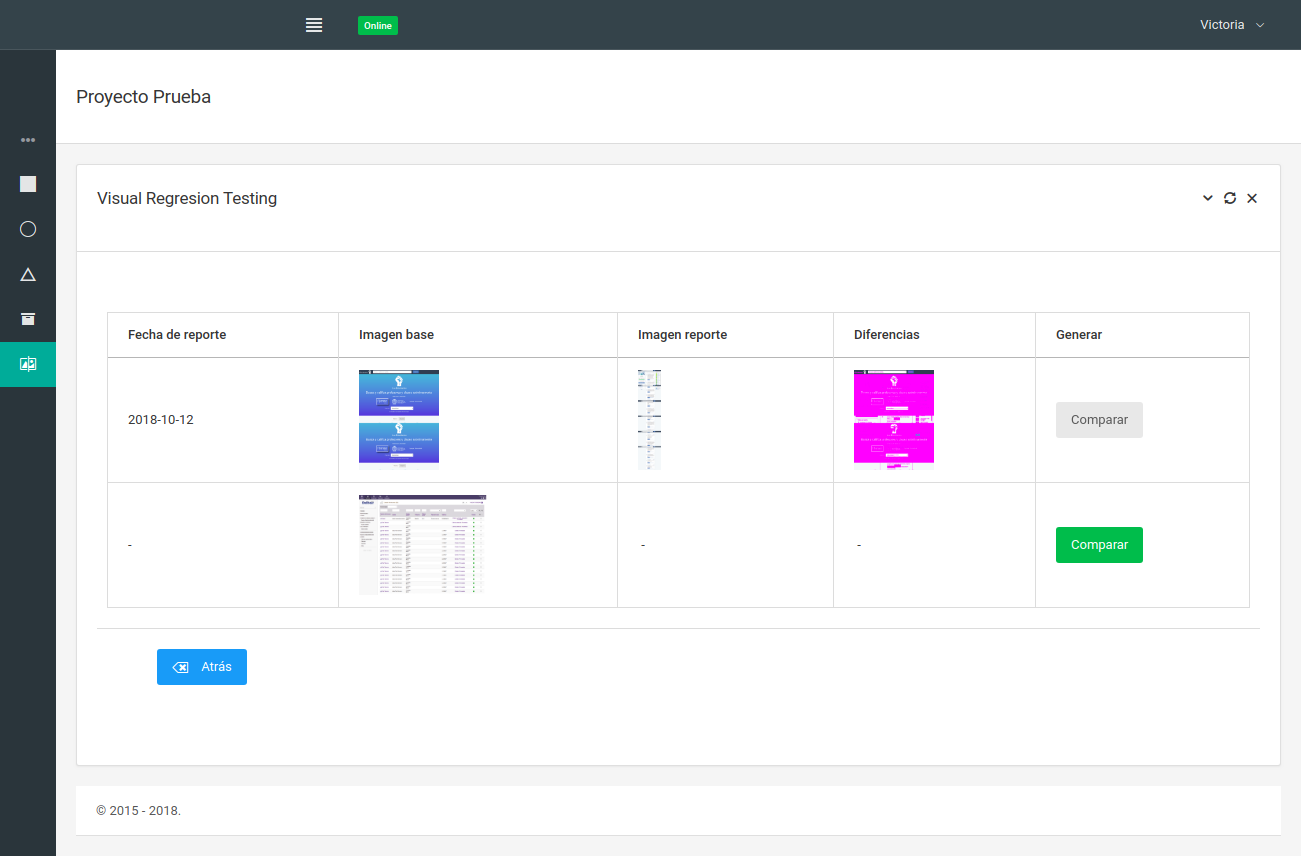 Online
Victoria
Proyecto Prueba
Visual Regresion Testing
Fecha de reporte
Imagen base
Imagen reporte
Diferencias
Generar
2018-10-12
Comparar
-
-
-
Comparar
Atrás
© 2015 - 2018.